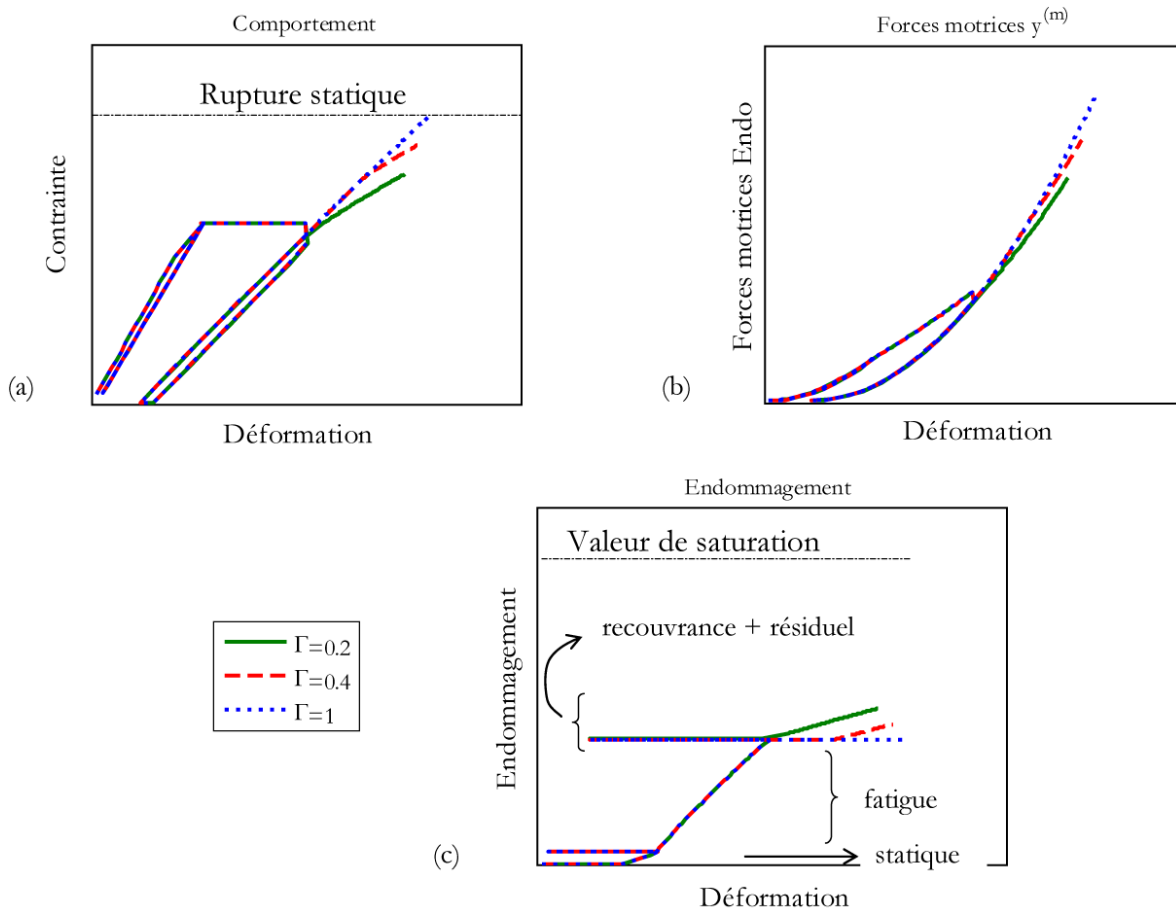 Comportement
Rupture statique
Contrainte
(a)
Déformation
Forces motrices y(m)
Forces motrices Endo
(b)
Déformation
Endommagement
Valeur de saturation
Endommagement
recouvrance + résiduel
Γ=0.2
Γ=0.4
Γ=1
fatigue
(c)
statique
Déformation